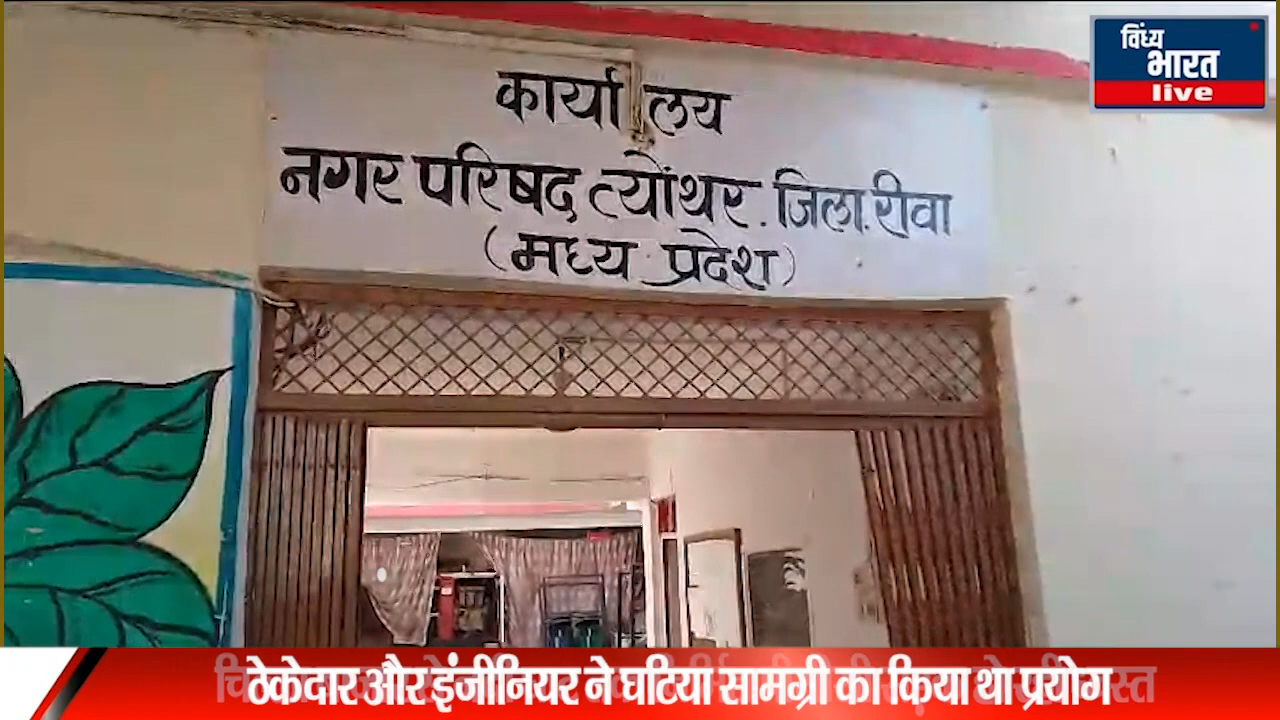 विंध्य
भारत
live
कार्यालय
नगर परिषद त्योंथर. जिला. रीवा
(मध्य प्रदेश)
ठेकेदार और इंजीनियर ने घटिया सामग्री का किया था प्रयोग